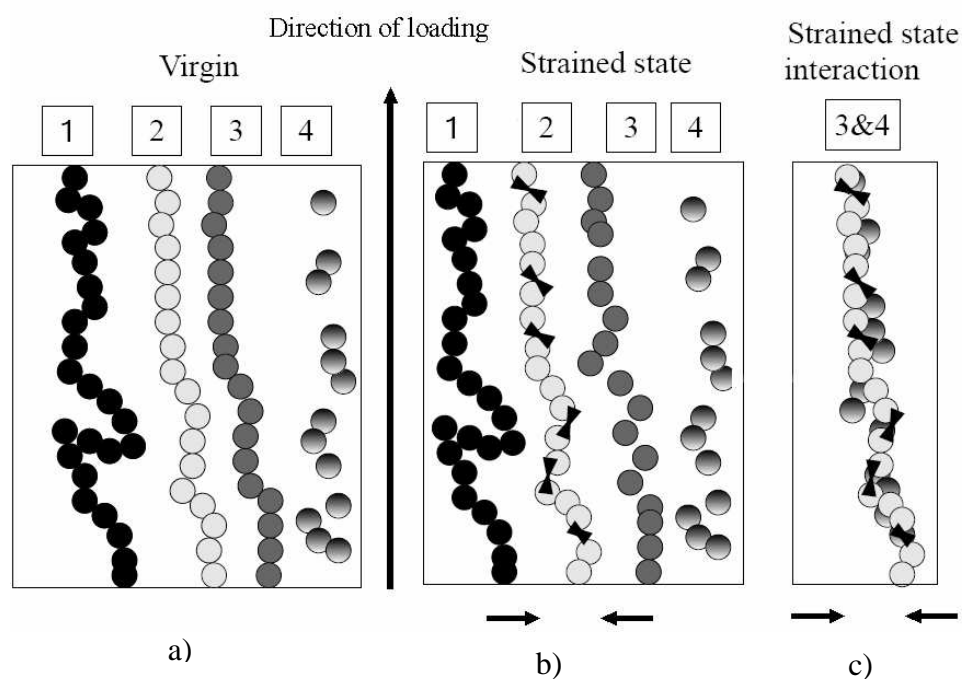 Direction of loading
Virgin
Strained state
Strained state
interaction
1 2 3 4
1 2 3 4
3&4
a)
b)
c)